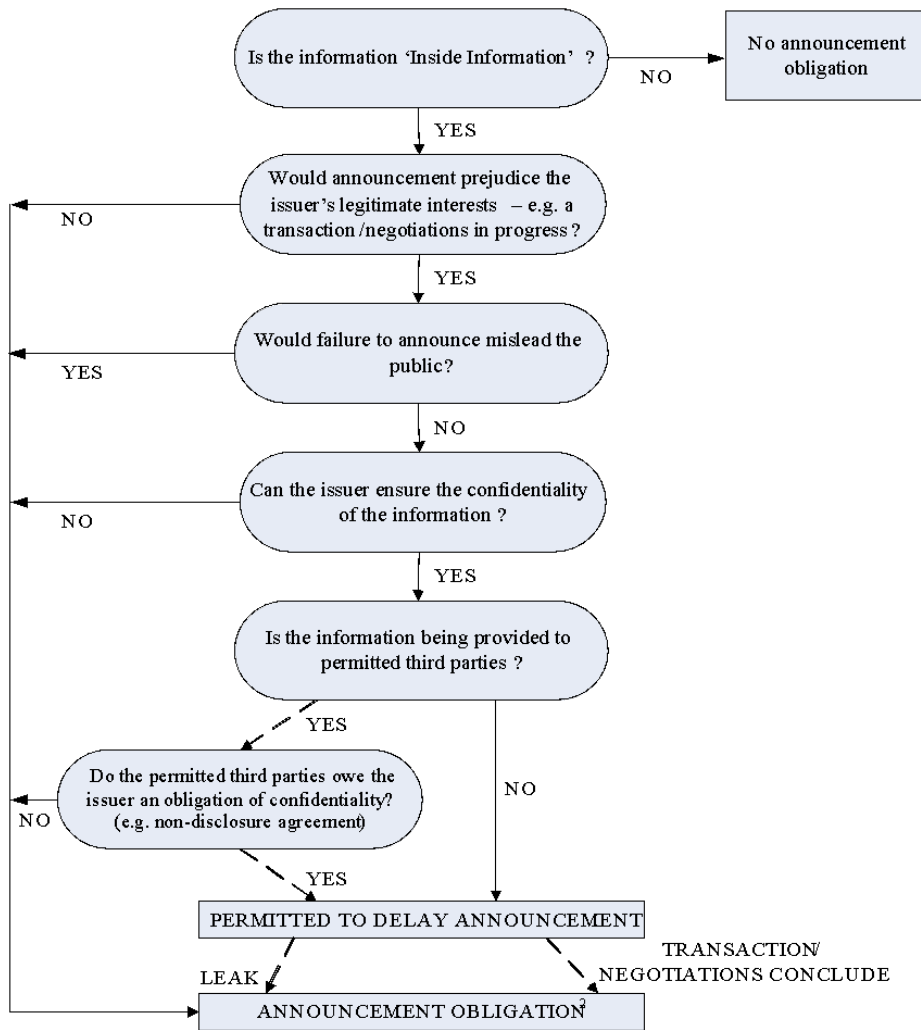 Is the information ‘Inside Information’ ?
No announcement
obligation
NO
YES
Would announcement prejudice the
issuer’s legitimate interests – e.g. a
transaction/negotiations in progress?
NO
YES
Would failure to announce mislead the
public?
YES
NO
Can the issuer ensure the confidentiality
of the information ?
NO
YES
Is the information being provided to
permitted third parties ?
YES
Do the permitted third parties owe the
issuer an obligation of confidentiality?
(e.g. non-disclosure agreement)
NO
NO
YES
PERMITTED TO DELAY ANNOUNCEMENT
TRANSACTION/
NEGOTIATIONS CONCLUDE
LEAK
ANNOUNCEMENT OBLIGATION2